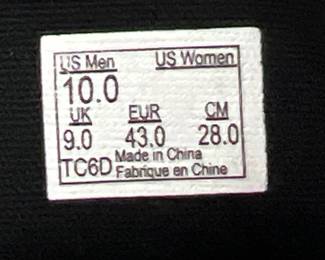 US Men US Women
10.0
UK EUR CM
9.0 43.0 28.0
TC6D Made in China
Fabrique en Chine